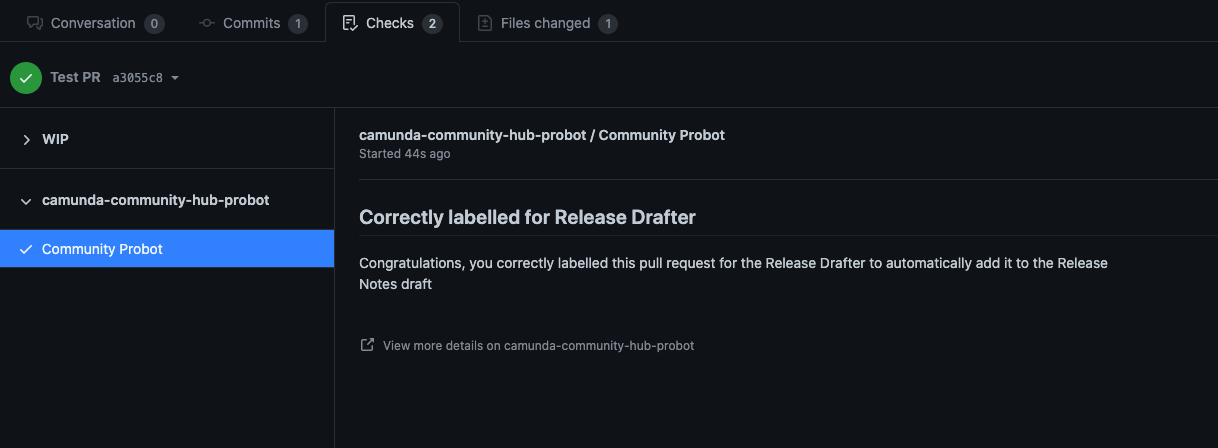 Conversation 0 Commits 1 Checks 2 Files changed 1
Test PR a3055c8
WIP
camunda-community-hub-probot
Community Probot
camunda-community-hub-probot / Community Probot
Started 44s ago
Correctly labelled for Release Drafter
Congratulations, you correctly labelled this pull request for the Release Drafter to automatically add it to the Release
Notes draft
View more details on camunda-community-hub-probot